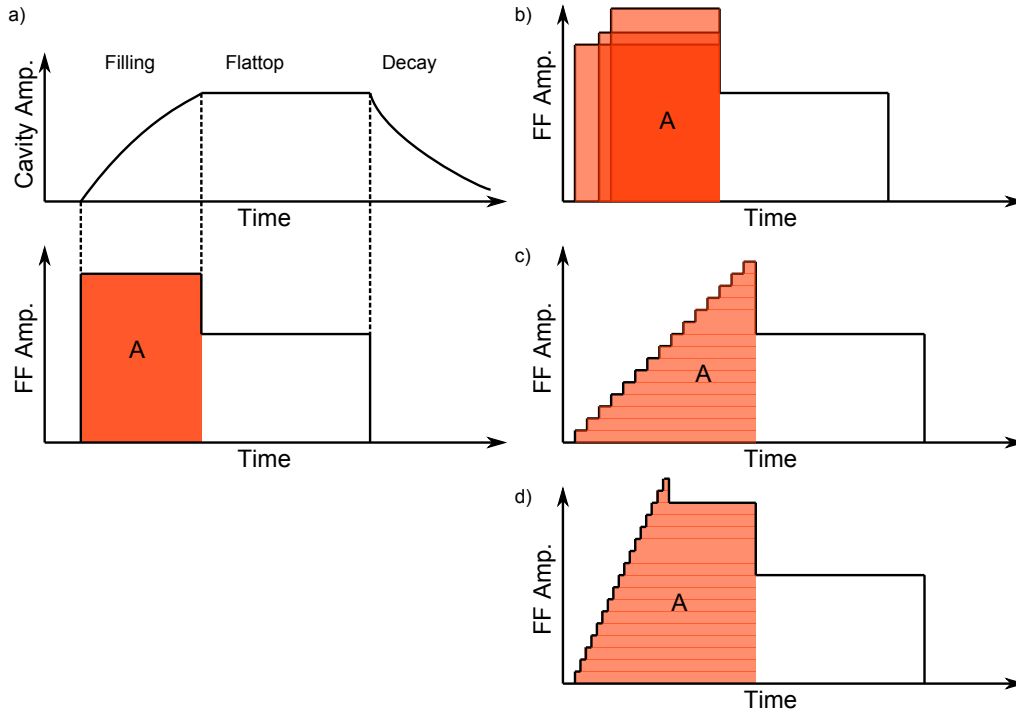 a)
Filling Flattop Decay
Cavity Amp.
Time
FF Amp.
A
Time
b)
FF Amp.
A
Time
c)
FF Amp.
A
Time
d)
FF Amp.
A
Time